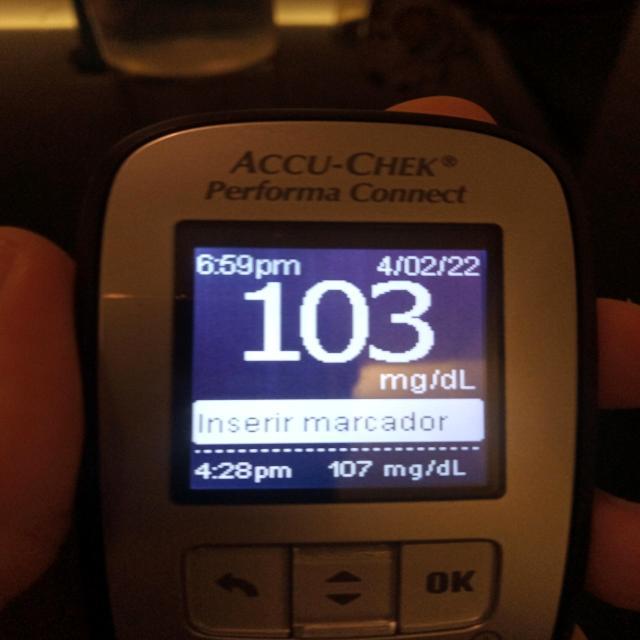 ACCU-CHEK®
Performa Connect
6:59pm 4/02/22
103
mg/dL
Inserir marcador
4:28pm 107 mg/dL
OK